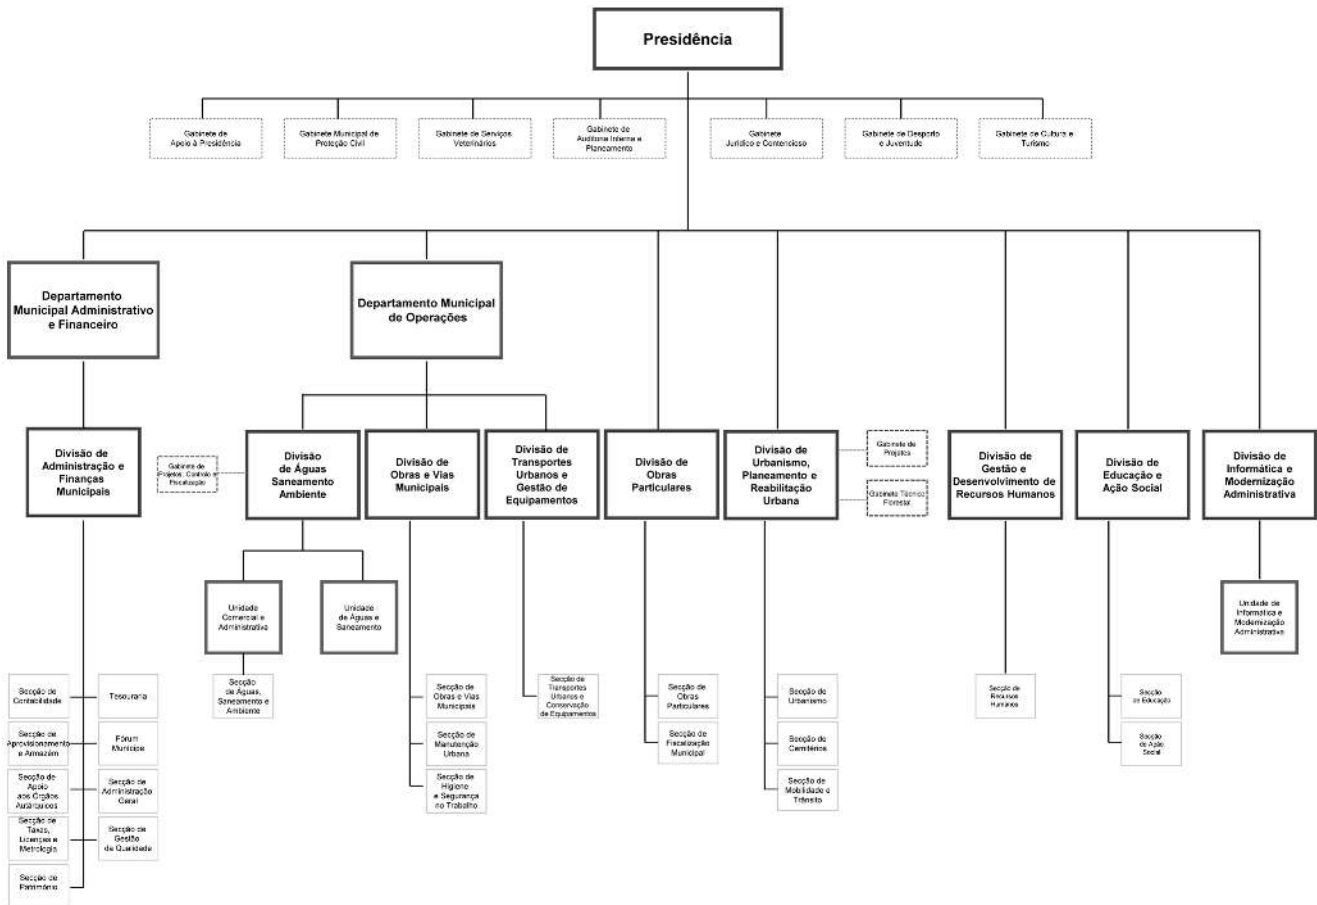 Presidência
Gabinete de
Apoio à Presidência
Gabinete Municipal de
Proteção Civil
Gabinete de Serviços
Veterinários
Gabinete de
Auditoria Interna e
Planeamento
Gabinete
Jurídico e Contencioso
Gabinete de Desporto
e Juventude
Gabinete de Cultura e
Turismo
Departamento
Municipal Administrativo
e Financeiro
Departamento Municipal
de Operações
Divisão de
Administração e
Finanças
Municipais
Gabinete de
Projetos, Controlo e
Fiscalização
Divisão
de Águas
Saneamento
Ambiente
Divisão de
Obras e Vias
Municipais
Divisão de
Transportes
Urbanos e
Gestão de
Equipamentos
Divisão de
Obras
Particulares
Divisão de
Urbanismo,
Planeamento e
Reabilitação
Urbana
Gabinete de
Projetos
Gabinete Técnico
Florestal
Divisão de
Gestão e
Desenvolvimento de
Recursos Humanos
Divisão de
Educação e
Ação Social
Divisão de
Informática e
Modernização
Administrativa
Unidade
Comercial e
Administrativa
Unidade
de Águas e
Saneamento
Unidade de
Informática e
Modernização
Administrativa
Secção de
Contabilidade
Tesouraria
Secção
de Águas,
Saneamento e
Ambiente
Secção de
Obras e Vias
Municipais
Secção de
Transportes
Urbanos e
Conservação
de Equipamentos
Secção de
Obras
Particulares
Secção de
Urbanismo
Secção de
Recursos
Humanos
Secção
de Educação
Secção de
Aprovisionamento
e Armazém
Fórum
Munícipe
Secção de
Manutenção
Urbana
Secção de
Fiscalização
Municipal
Secção de
Cemitérios
Secção
de Ação
Social
Secção de
Apoio
aos Órgãos
Autárquicos
Secção de
Administração
Geral
Secção de
Higiene
e Segurança
no Trabalho
Secção de
Mobilidade e
Trânsito
Secção de
Taxas,
Licenças e
Metrologia
Secção de
Gestão
da Qualidade
Secção de
Património